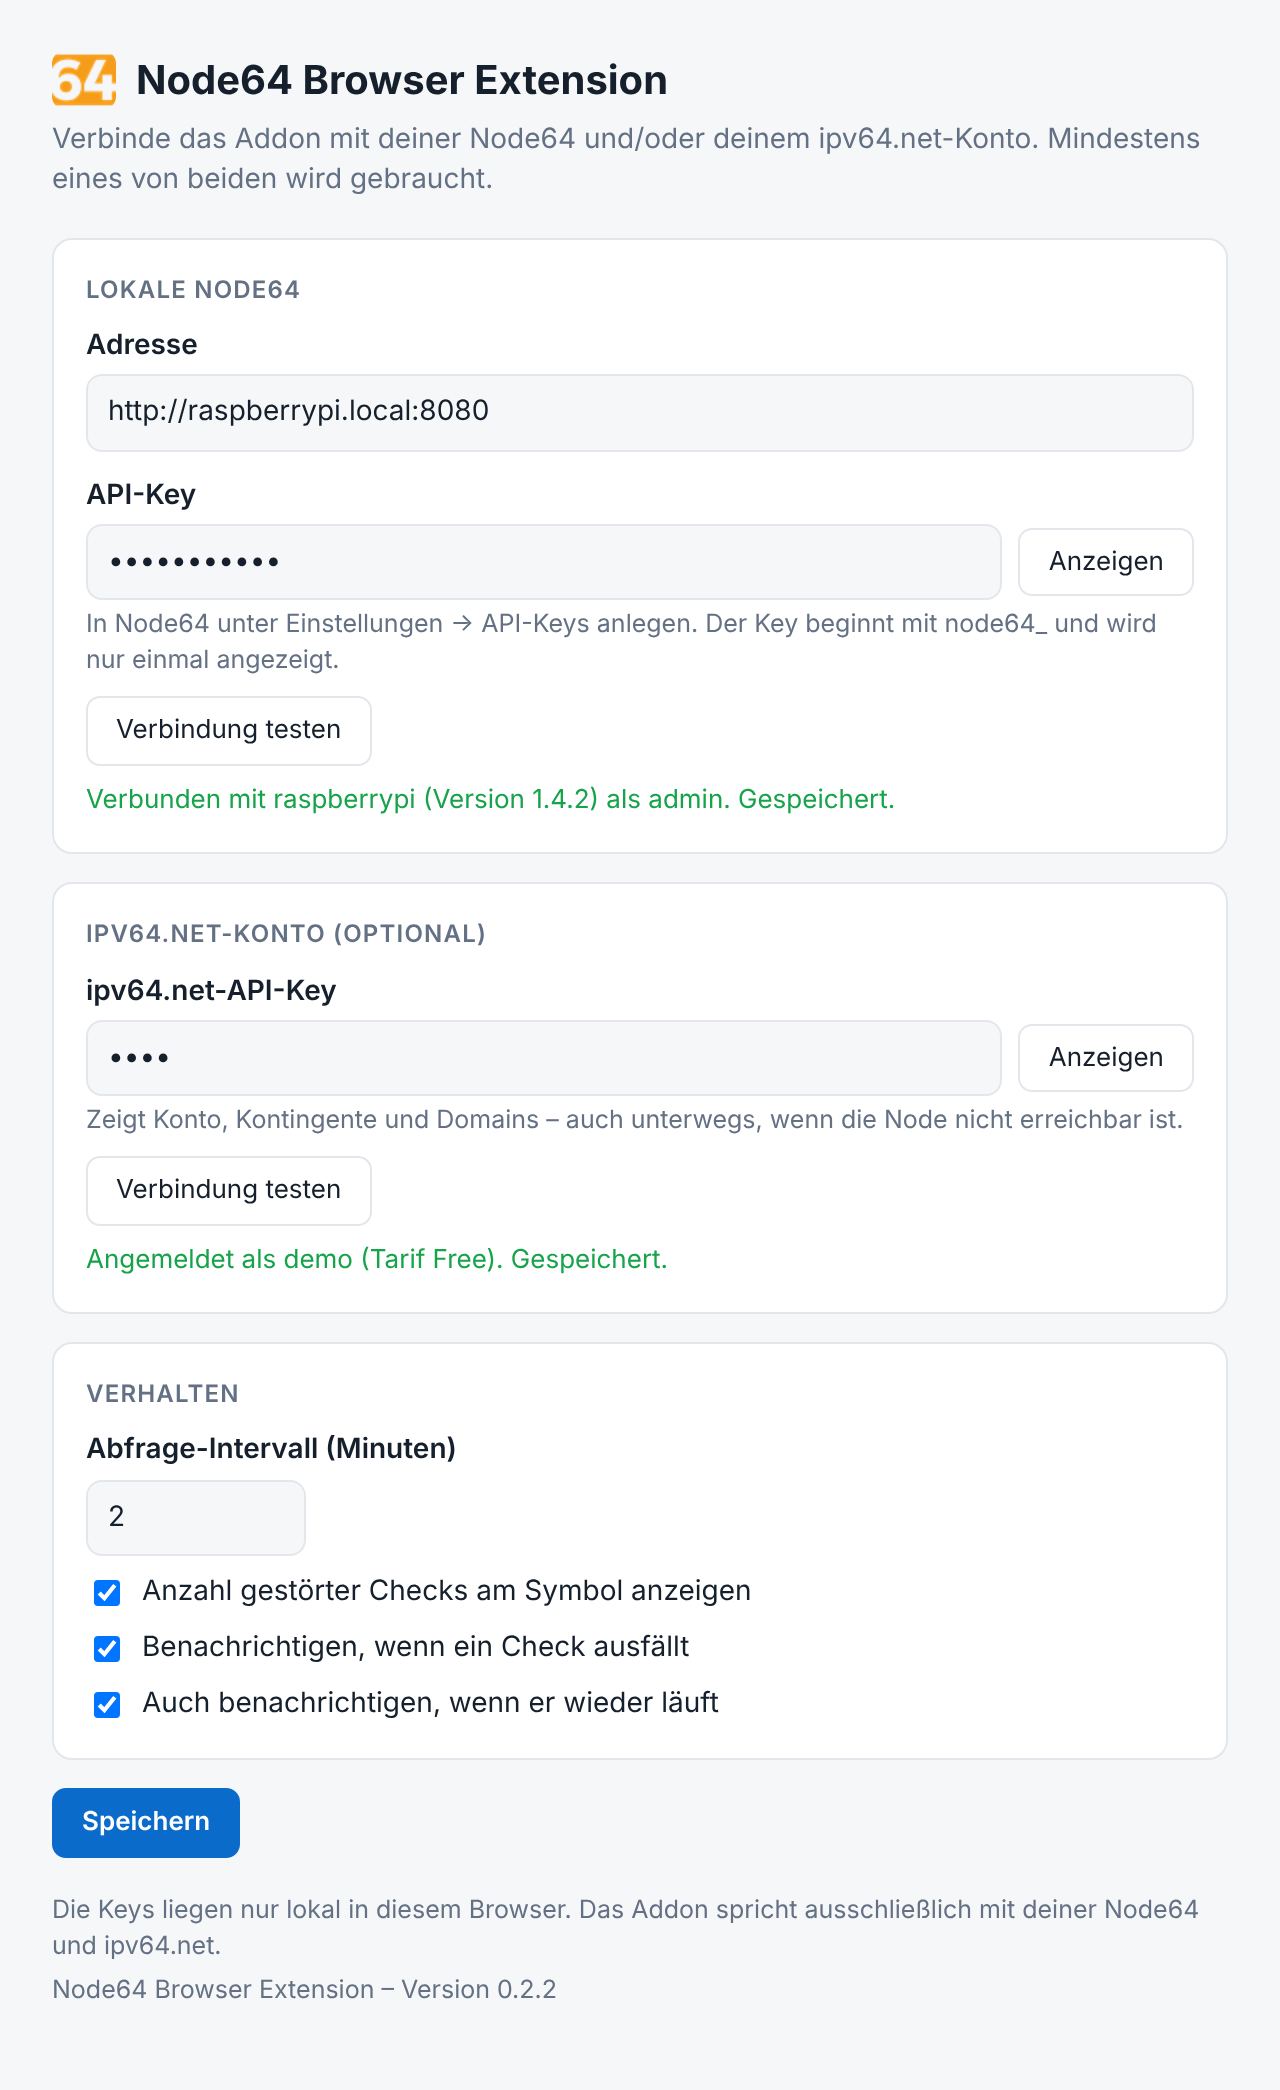 64 Node64 Browser Extension
Verbinde das Addon mit deiner Node64 und/oder deinem ipv64.net-Konto. Mindestens
eines von beiden wird gebraucht.
LOKALE NODE64
Adresse
http://raspberrypi.local:8080
API-Key
••••••••••• Anzeigen
In Node64 unter Einstellungen → API-Keys anlegen. Der Key beginnt mit node64_ und wird
nur einmal angezeigt.
Verbindung testen
Verbunden mit raspberrypi (Version 1.4.2) als admin. Gespeichert.
IPV64.NET-KONTO (OPTIONAL)
ipv64.net-API-Key
•••• Anzeigen
Zeigt Konto, Kontingente und Domains – auch unterwegs, wenn die Node nicht erreichbar ist.
Verbindung testen
Angemeldet als demo (Tarif Free). Gespeichert.
VERHALTEN
Abfrage-Intervall (Minuten)
2
Anzahl gestörter Checks am Symbol anzeigen
Benachrichtigen, wenn ein Check ausfällt
Auch benachrichtigen, wenn er wieder läuft
Speichern
Die Keys liegen nur lokal in diesem Browser. Das Addon spricht ausschließlich mit deiner Node64
und ipv64.net.
Node64 Browser Extension – Version 0.2.2